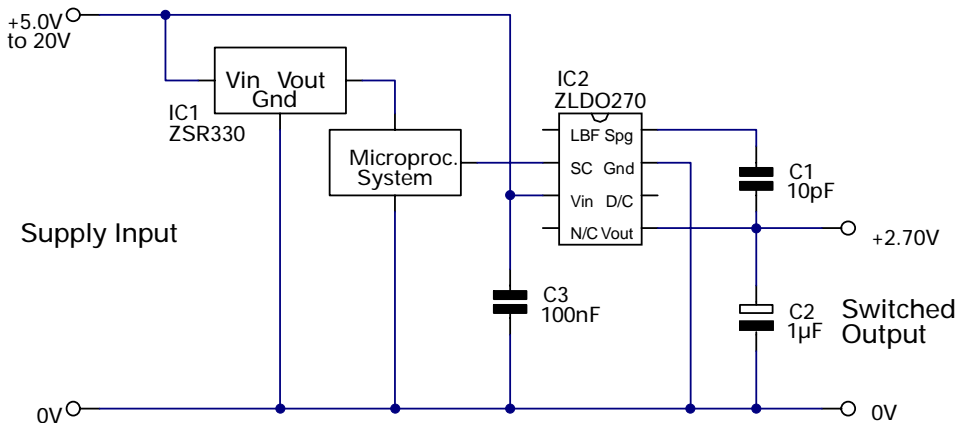 +5.0V
to 20V
Vin Vout
Gnd
IC1
ZSR330
Microproc.
System
IC2
ZLDO270
LBF Spg
SC Gnd
Vin D/C
N/C Vout
C1
10pF
+2.70V
Supply Input
C3
100nF
C2
1µF
Switched
Output
0V
0V